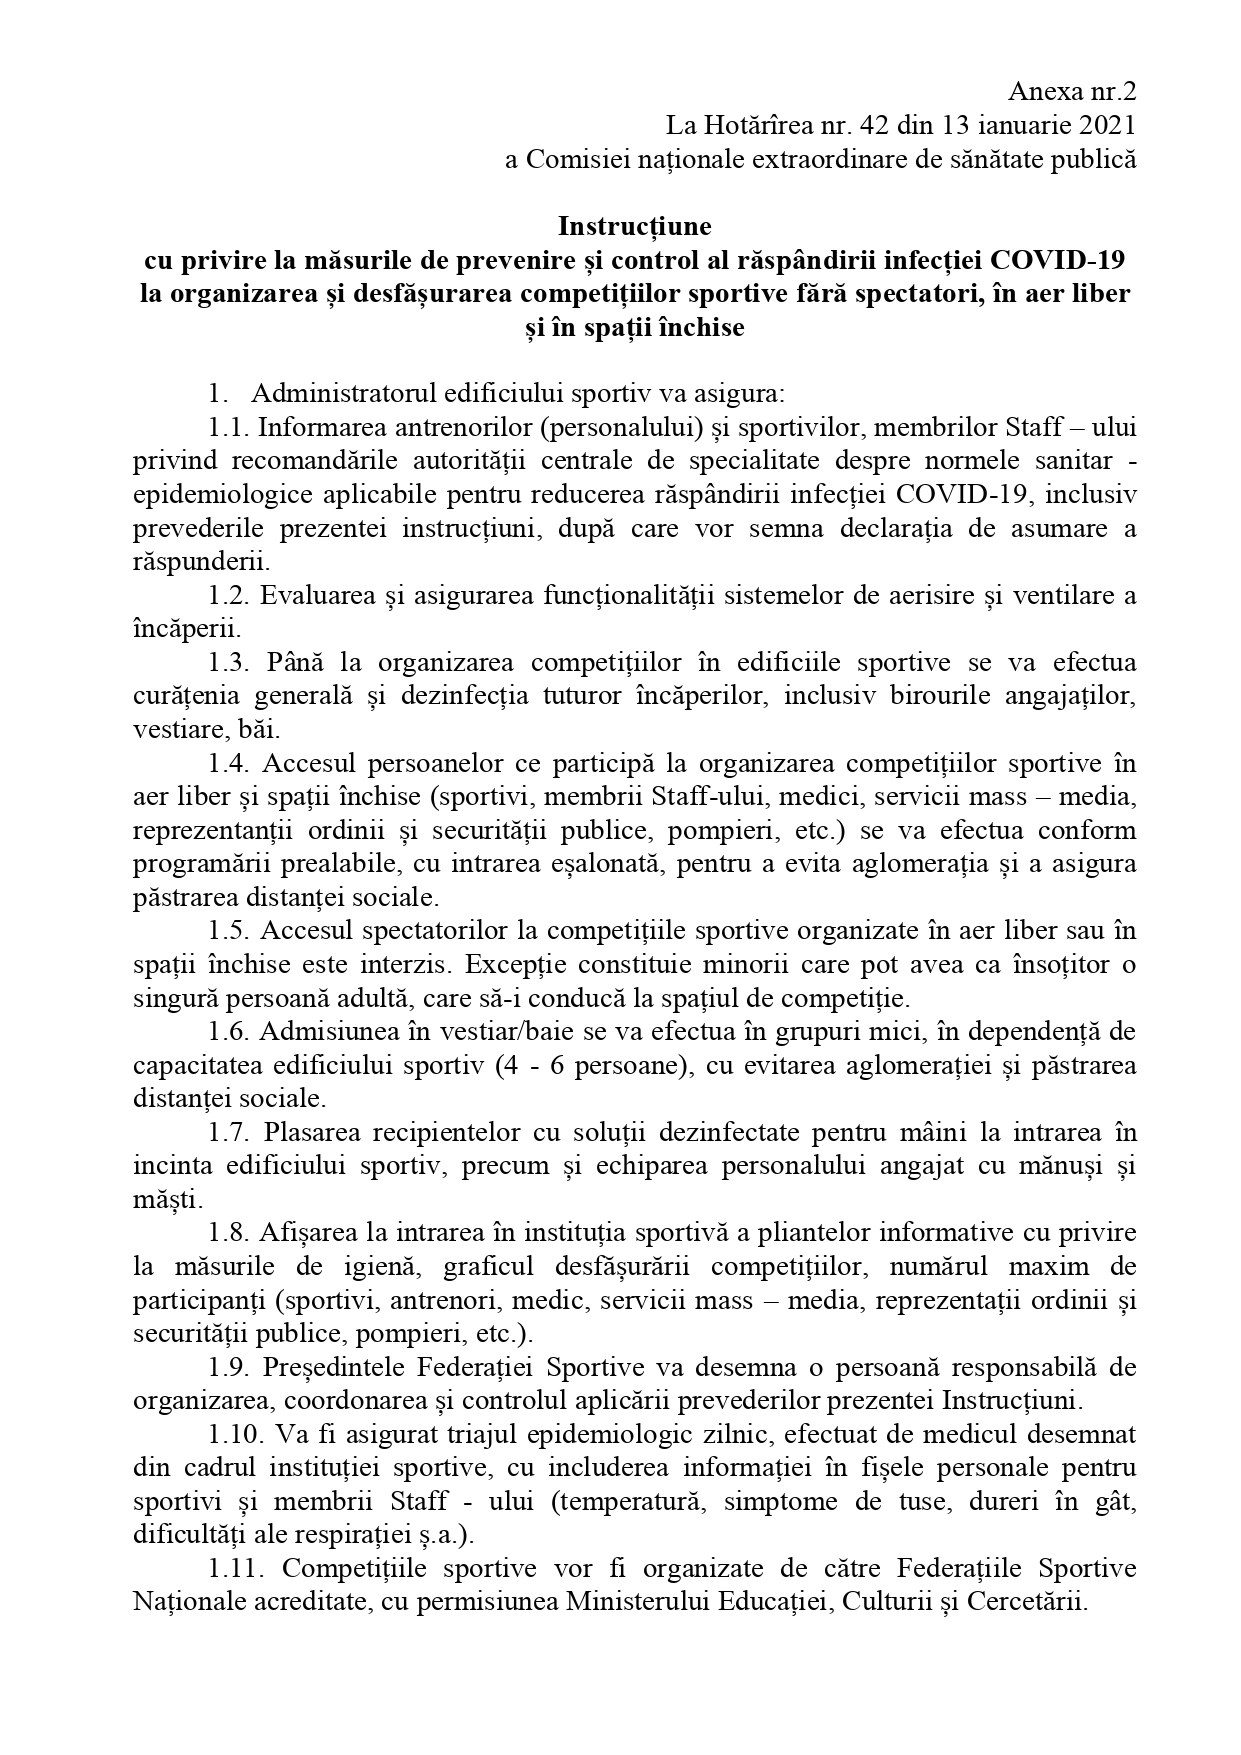 Anexa nr.2
La Hotărîrea nr. 42 din 13 ianuarie 2021
a Comisiei naționale extraordinare de sănătate publică
Instrucțiune
cu privire la măsurile de prevenire și control al răspândirii infecției COVID-19
la organizarea și desfășurarea competițiilor sportive fără spectatori, în aer liber
și în spații închise
1. Administratorul edificiului sportiv va asigura:
1.1. Informarea antrenorilor (personalului) și sportivilor, membrilor Staff – ului
privind recomandările autorității centrale de specialitate despre normele sanitar -
epidemiologice aplicabile pentru reducerea răspândirii infecției COVID-19, inclusiv
prevederile prezentei instrucțiuni, după care vor semna declarația de asumare a
răspunderii.
1.2. Evaluarea și asigurarea funcționalității sistemelor de aerisire și ventilare a
încăperii.
1.3. Până la organizarea competițiilor în edificiile sportive se va efectua
curățenia generală și dezinfecția tuturor încăperilor, inclusiv birourile angajaților,
vestiare, băi.
1.4. Accesul persoanelor ce participă la organizarea competițiilor sportive în
aer liber și spații închise (sportivi, membrii Staff-ului, medici, servicii mass – media,
reprezentanții ordinii și securității publice, pompieri, etc.) se va efectua conform
programării prealabile, cu intrarea eșalonată, pentru a evita aglomerația și a asigura
păstrarea distanței sociale.
1.5. Accesul spectatorilor la competițiile sportive organizate în aer liber sau în
spații închise este interzis. Excepție constituie minorii care pot avea ca însoțitor o
singură persoană adultă, care să-i conducă la spațiul de competiție.
1.6. Admisiunea în vestiar/baie se va efectua în grupuri mici, în dependență de
capacitatea edificiului sportiv (4 - 6 persoane), cu evitarea aglomerației și păstrarea
distanței sociale.
1.7. Plasarea recipientelor cu soluții dezinfectate pentru mâini la intrarea în
incinta edificiului sportiv, precum și echiparea personalului angajat cu mănuși și
măști.
1.8. Afișarea la intrarea în instituția sportivă a pliantelor informative cu privire
la măsurile de igienă, graficul desfășurării competițiilor, numărul maxim de
participanți (sportivi, antrenori, medic, servicii mass – media, reprezentații ordinii și
securității publice, pompieri, etc.).
1.9. Președintele Federației Sportive va desemna o persoană responsabilă de
organizarea, coordonarea și controlul aplicării prevederilor prezentei Instrucțiuni.
1.10. Va fi asigurat triajul epidemiologic zilnic, efectuat de medicul desemnat
din cadrul instituției sportive, cu includerea informației în fișele personale pentru
sportivi și membrii Staff - ului (temperatură, simptome de tuse, dureri în gât,
dificultăți ale respirației ș.a.).
1.11. Competițiile sportive vor fi organizate de către Federațiile Sportive
Naționale acreditate, cu permisiunea Ministerului Educației, Culturii și Cercetării.